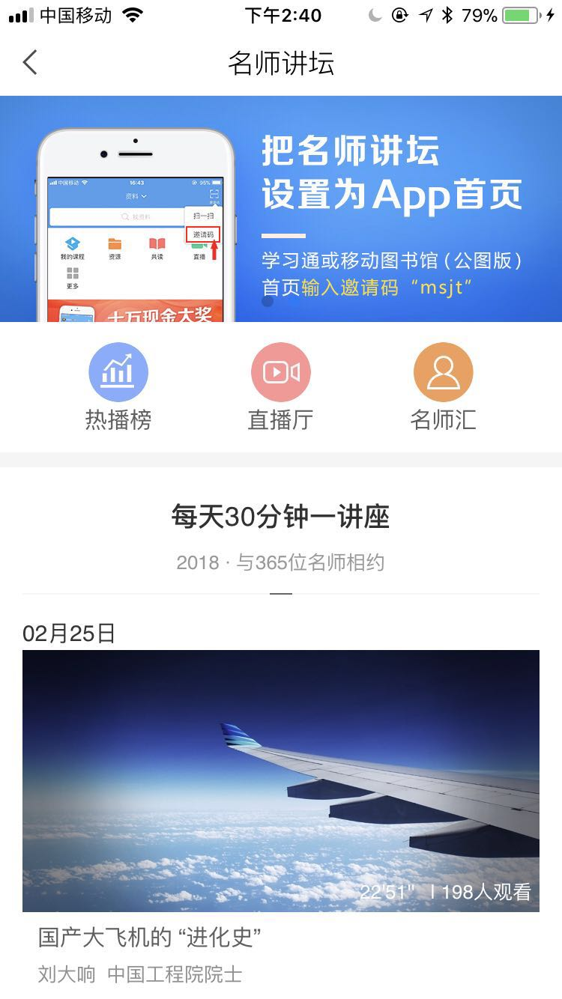 中国移动
下午2:40
79%
名师讲坛
把名师讲坛
设置为App首页
学习通或移动图书馆(公图版)
首页输入邀请码“msjt”
中国移动
16:43
95%
资料
找资料
扫一扫
邀请码
我的课程
资源
共读
直播
更多
十万现金大奖
热播榜
直播厅
名师汇
每天30分钟一讲座
2018 · 与365位名师相约
02月25日
22'51" | 198人观看
国产大飞机的 “进化史”
刘大响 中国工程院院士